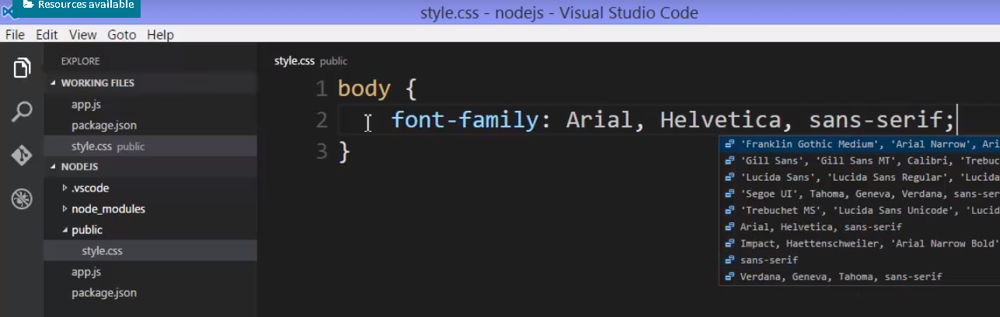 Resources available
style.css - nodejs - Visual Studio Code
File Edit View Goto Help
EXPLORE
WORKING FILES
app.js
package.json
style.css public
NODEJS
.vscode
node_modules
public
style.css
app.js
package.json
style.css public
1 body {
2 font-family: Arial, Helvetica, sans-serif;
3 }
'Franklin Gothic Medium', 'Arial Narrow', Ari
'Gill Sans', 'Gill Sans MT', Calibri, 'Trebuc
'Lucida Sans', 'Lucida Sans Regular', 'Lucida
'Segoe UI', Tahoma, Geneva, Verdana, sans-ser
'Trebuchet MS', 'Lucida Sans Unicode', 'Lucid
Arial, Helvetica, sans-serif
Impact, Haettenschweiler, 'Arial Narrow Bold'
sans-serif
Verdana, Geneva, Tahoma, sans-serif